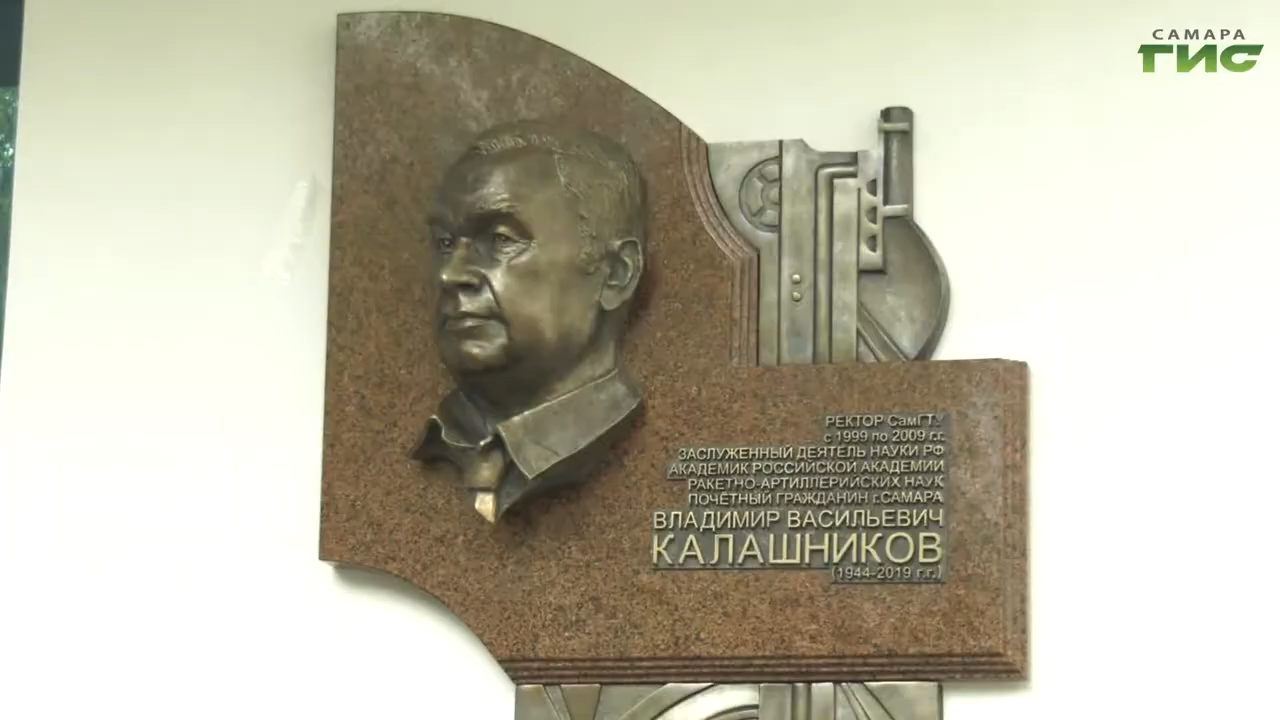 САМАРА
ГИС
РЕКТОР СамГТУ
с 1999 по 2009 г.г.
ЗАСЛУЖЕННЫЙ ДЕЯТЕЛЬ НАУКИ РФ
АКАДЕМИК РОССИЙСКОЙ АКАДЕМИИ
РАКЕТНО-АРТИЛЛЕРИЙСКИХ НАУК
ПОЧЁТНЫЙ ГРАЖДАНИН г.САМАРА
ВЛАДИМИР ВАСИЛЬЕВИЧ
КАЛАШНИКОВ
(1944-2019 г.г.)